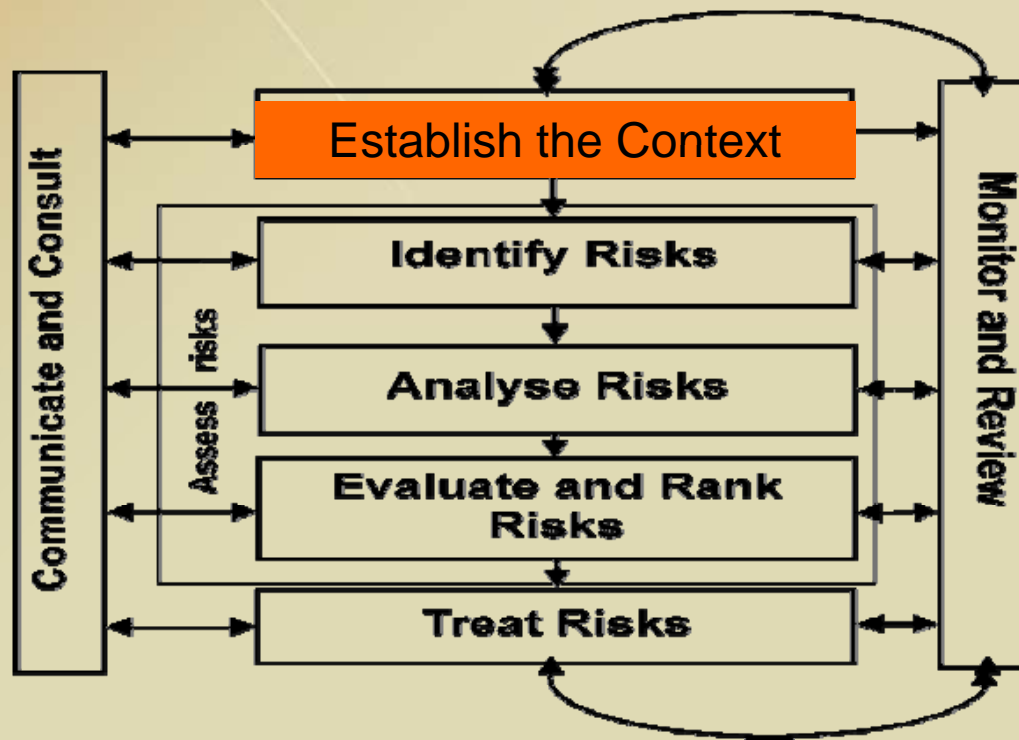 Communicate and Consult
Establish the Context
Assess risks
Identify Risks
Analyse Risks
Evaluate and Rank
Risks
Treat Risks
Monitor and Review